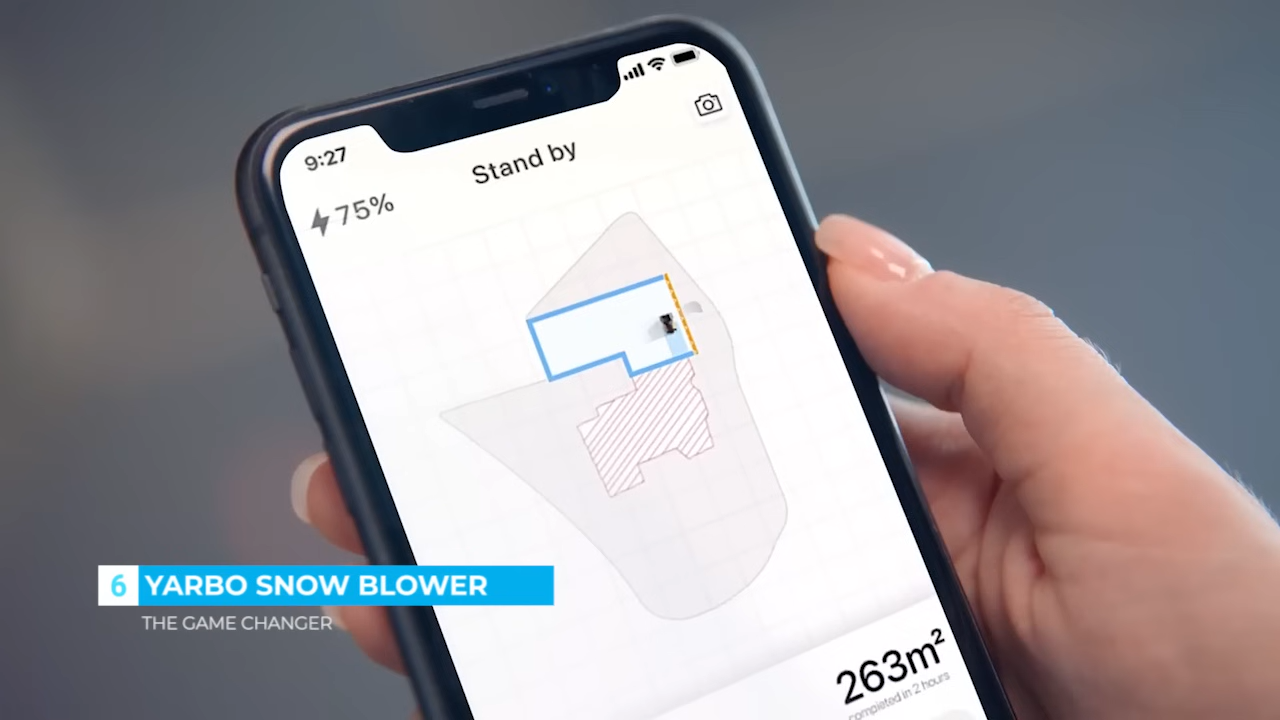 9:27
Stand by
75%
263m²
completed in 2 hours
6 YARBO SNOW BLOWER
THE GAME CHANGER